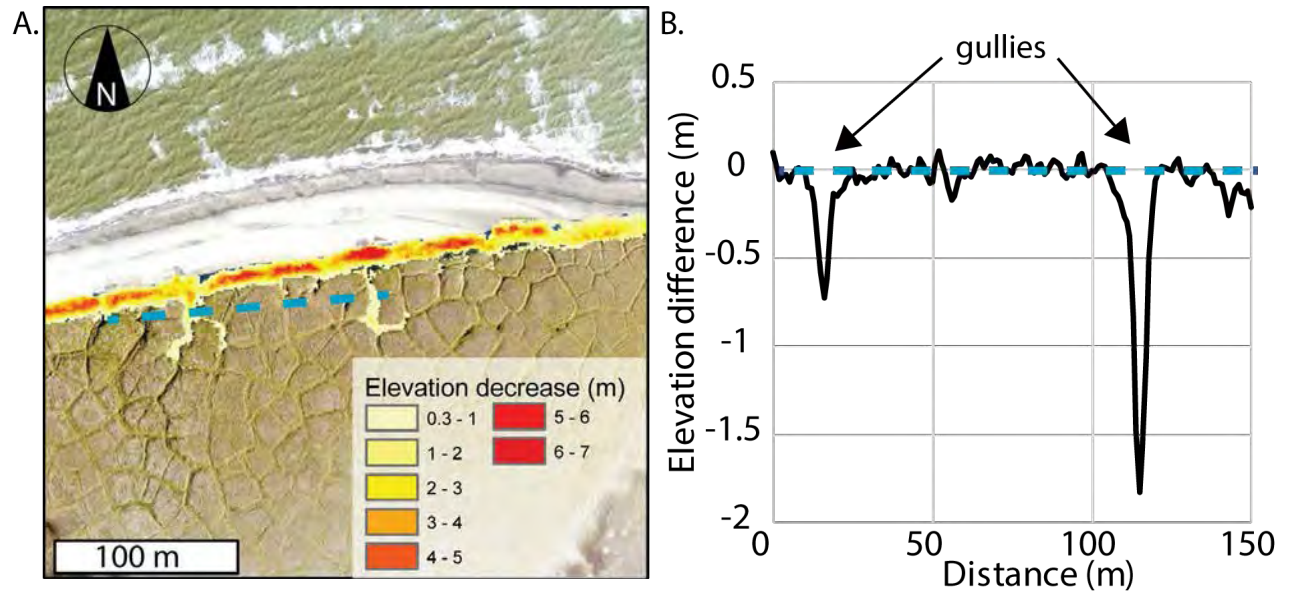 A.
N
Elevation decrease (m)
0.3 - 1
1 - 2
2 - 3
3 - 4
4 - 5
5 - 6
6 - 7
100 m
B.
gullies
Elevation difference (m)
0.5
0
-0.5
-1
-1.5
-2
0
50
100
150
Distance (m)